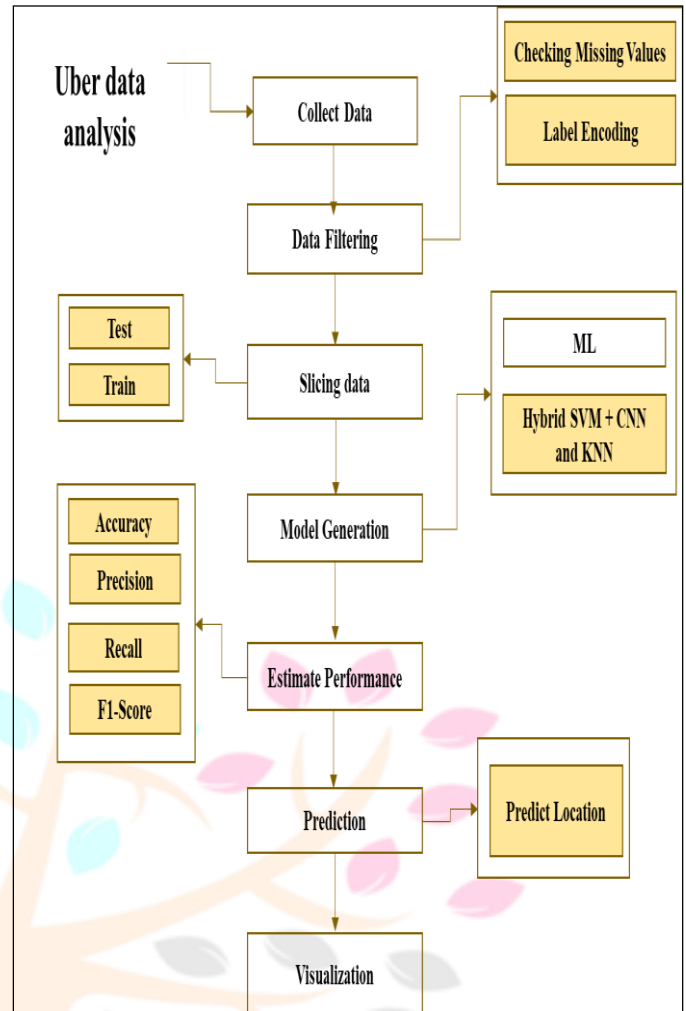 Uber data
analysis
Collect Data
Checking Missing Values
Label Encoding
Data Filtering
Test
Train
Slicing data
ML
Hybrid SVM + CNN
and KNN
Model Generation
Accuracy
Precision
Recall
F1-Score
Estimate Performance
Prediction
Predict Location
Visualization